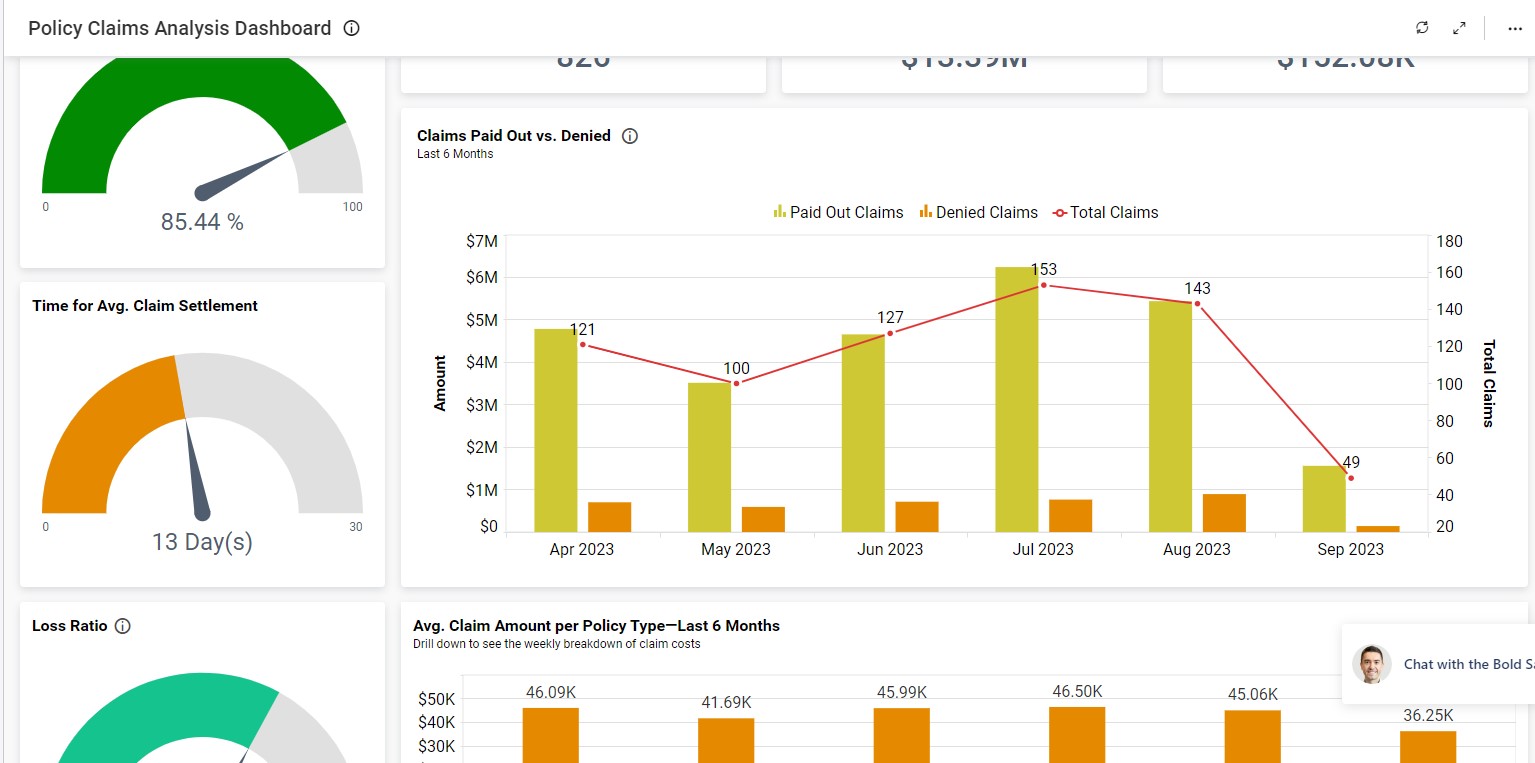 Policy Claims Analysis Dashboard
0
100
85.44 %
Claims Paid Out vs. Denied
Last 6 Months
Paid Out Claims
Denied Claims
Total Claims
$7M
$6M
$5M
$4M
$3M
$2M
$1M
$0
Amount
180
160
140
120
100
80
60
40
20
Total Claims
121
100
127
153
143
49
Apr 2023
May 2023
Jun 2023
Jul 2023
Aug 2023
Sep 2023
Time for Avg. Claim Settlement
0
30
13 Day(s)
Loss Ratio
Avg. Claim Amount per Policy Type—Last 6 Months
Drill down to see the weekly breakdown of claim costs
$50K
$40K
$30K
46.09K
41.69K
45.99K
46.50K
45.06K
36.25K
Chat with the Bold